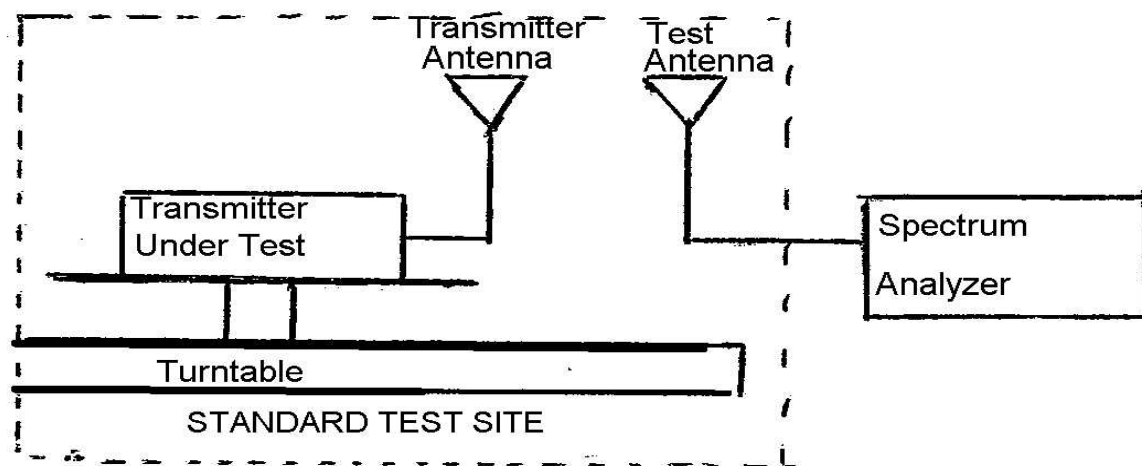 Transmitter
Antenna
Test
Antenna
Transmitter
Under Test
Spectrum
Analyzer
Turntable
STANDARD TEST SITE